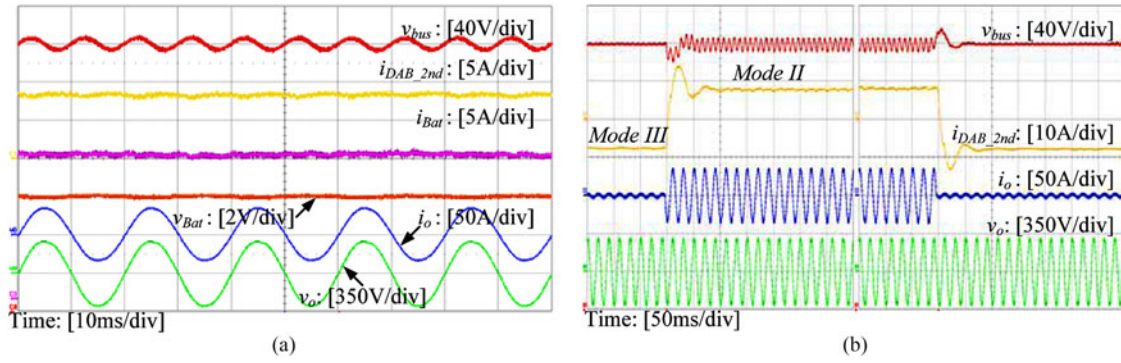 v_bus: [40V/div]
i_DAB_2nd: [5A/div]
i_Bat: [5A/div]
v_Bat: [2V/div]
i_o: [50A/div]
v_o: [350V/div]
Time: [10ms/div]
(a)
v_bus: [40V/div]
Mode II
Mode III
i_DAB_2nd: [10A/div]
i_o: [50A/div]
v_o: [350V/div]
Time: [50ms/div]
(b)